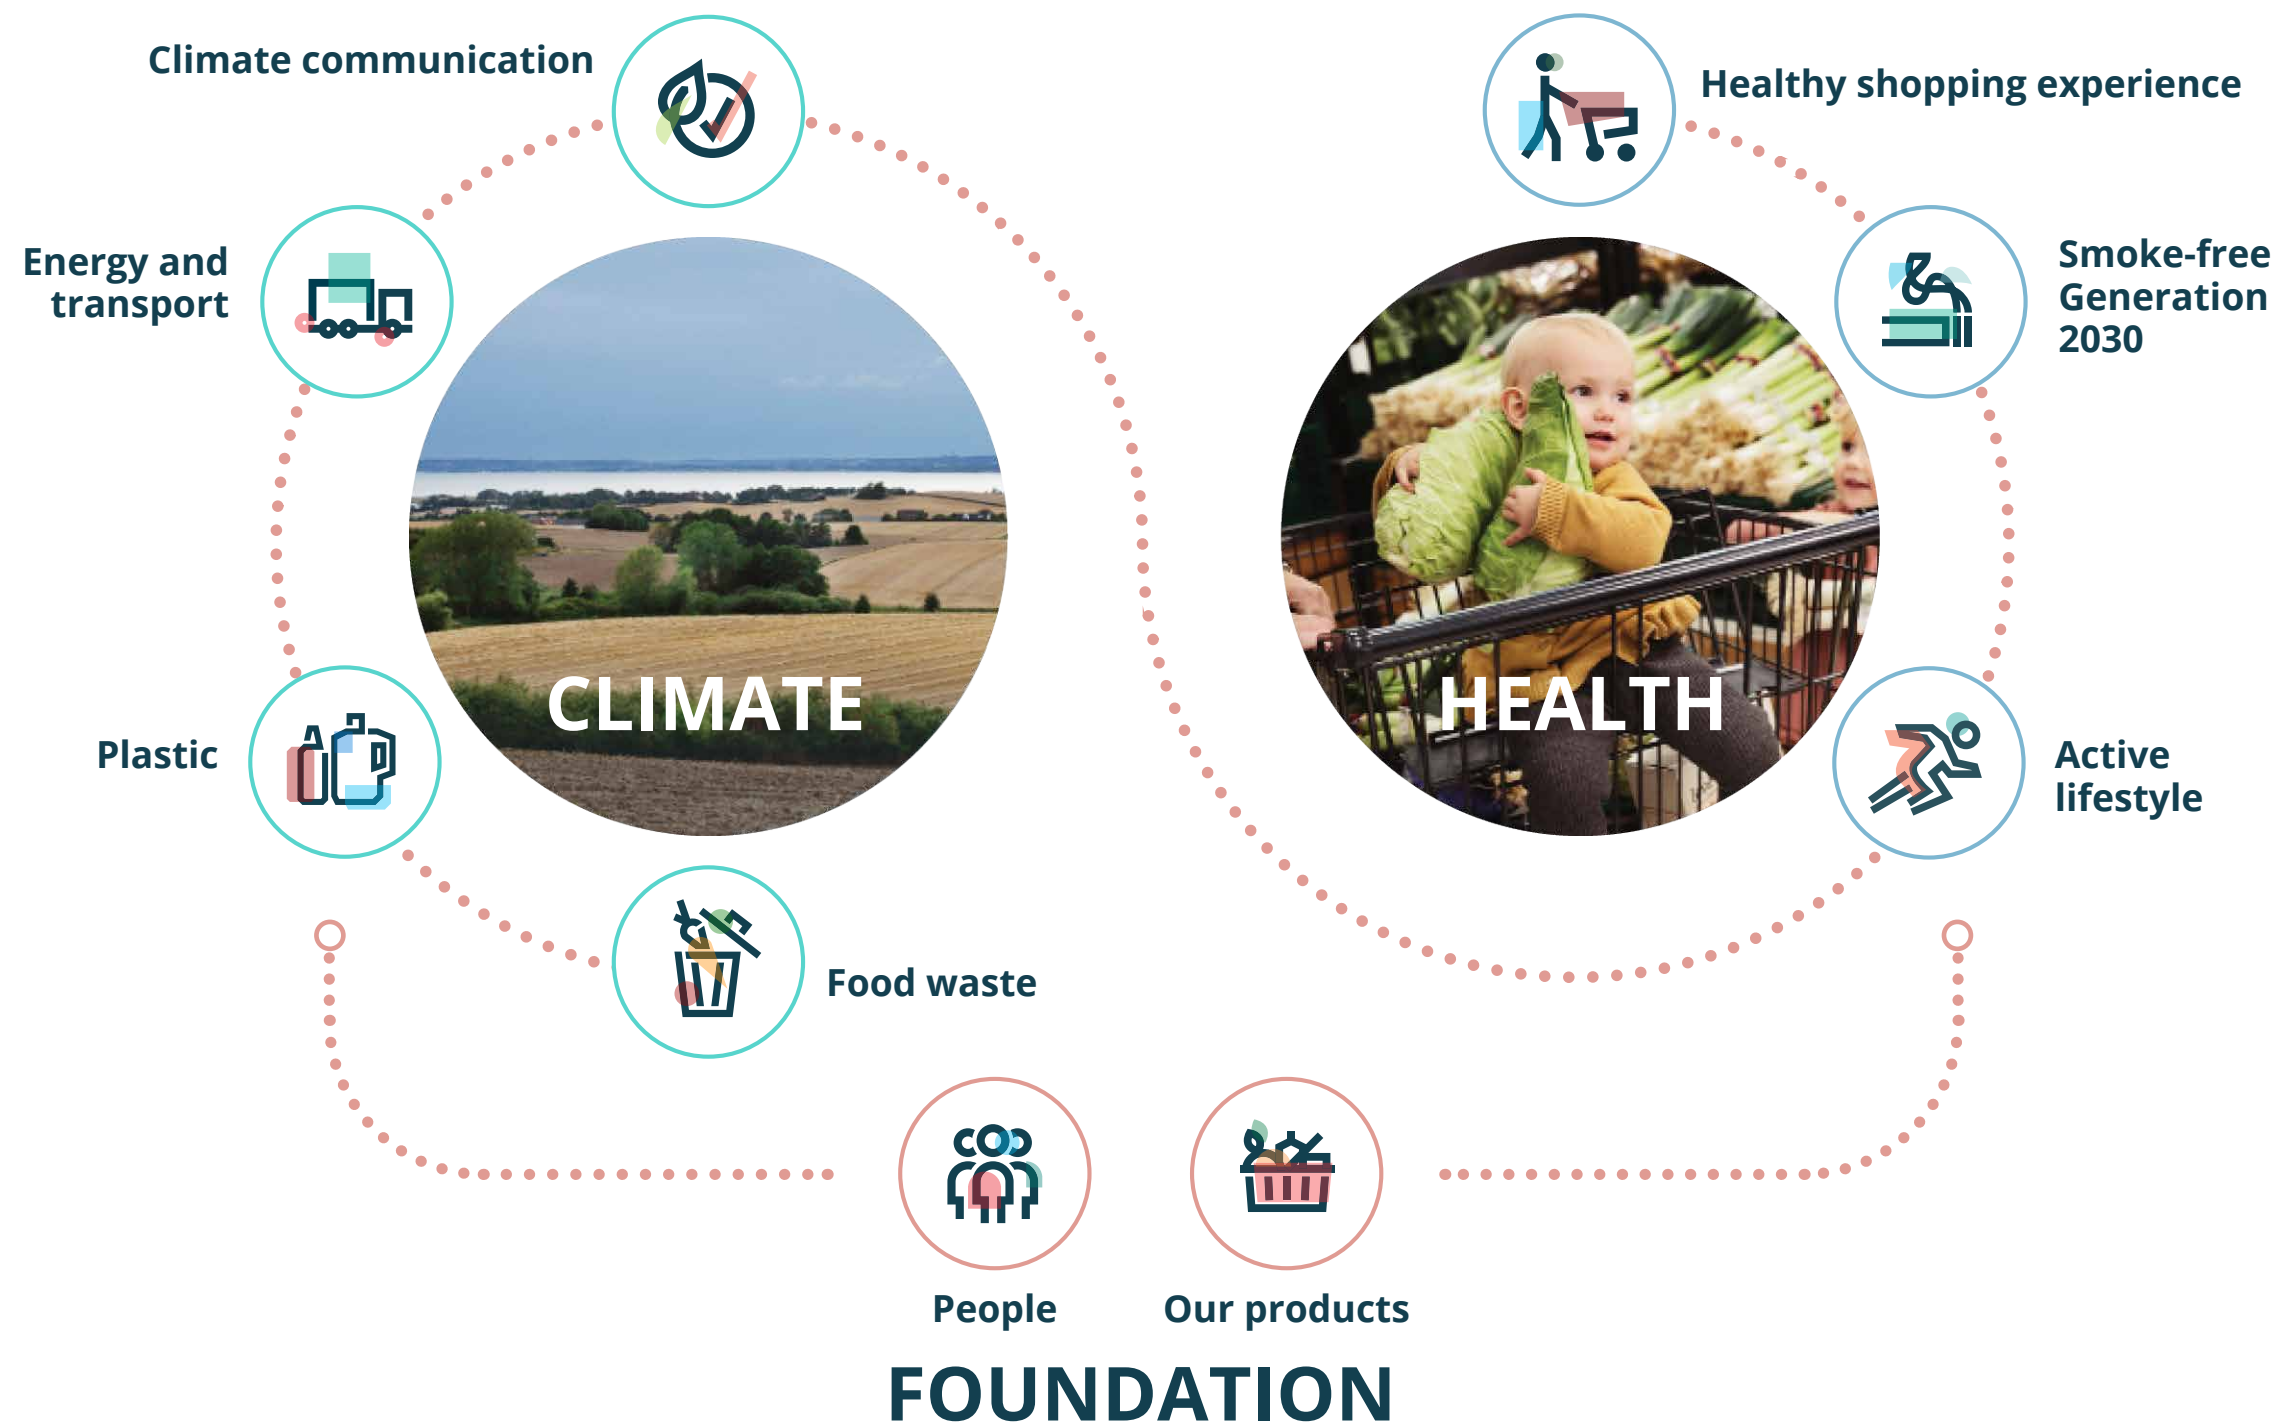 Climate communication
Energy and
transport
Plastic
Food waste
CLIMATE
Healthy shopping experience
Smoke-free
Generation
2030
Active
lifestyle
HEALTH
People
Our products
FOUNDATION